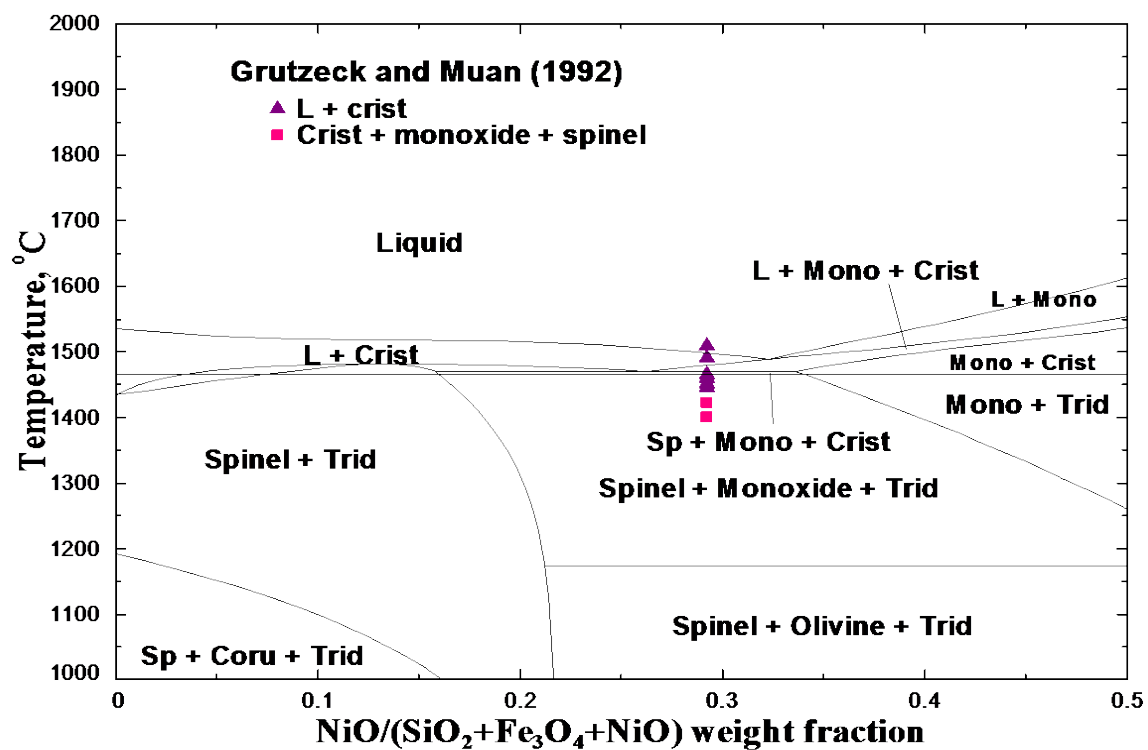 2000
1900
1800
1700
1600
1500
1400
1300
1200
1100
1000
Temperature, °C
Grutzeck and Muan (1992)
L + crist
Crist + monoxide + spinel
Liquid
L + Mono + Crist
L + Mono
L + Crist
Mono + Crist
Mono + Trid
Sp + Mono + Crist
Spinel + Trid
Spinel + Monoxide + Trid
Spinel + Olivine + Trid
Sp + Coru + Trid
0 0.1 0.2 0.3 0.4 0.5
NiO/(SiO₂+Fe₃O₄+NiO) weight fraction